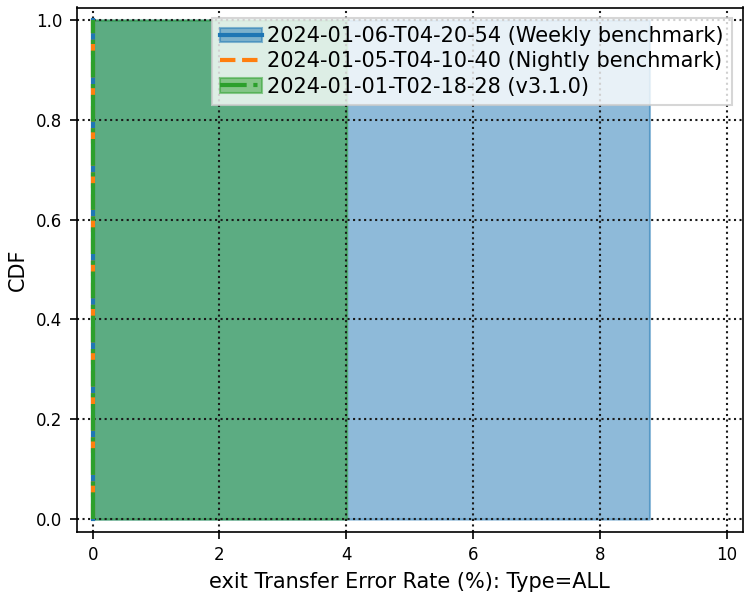 2024-01-06-T04-20-54 (Weekly benchmark)
2024-01-05-T04-10-40 (Nightly benchmark)
2024-01-01-T02-18-28 (v3.1.0)
1.0
0.8
0.6
0.4
0.2
0.0
CDF
0 2 4 6 8 10
exit Transfer Error Rate (%): Type=ALL